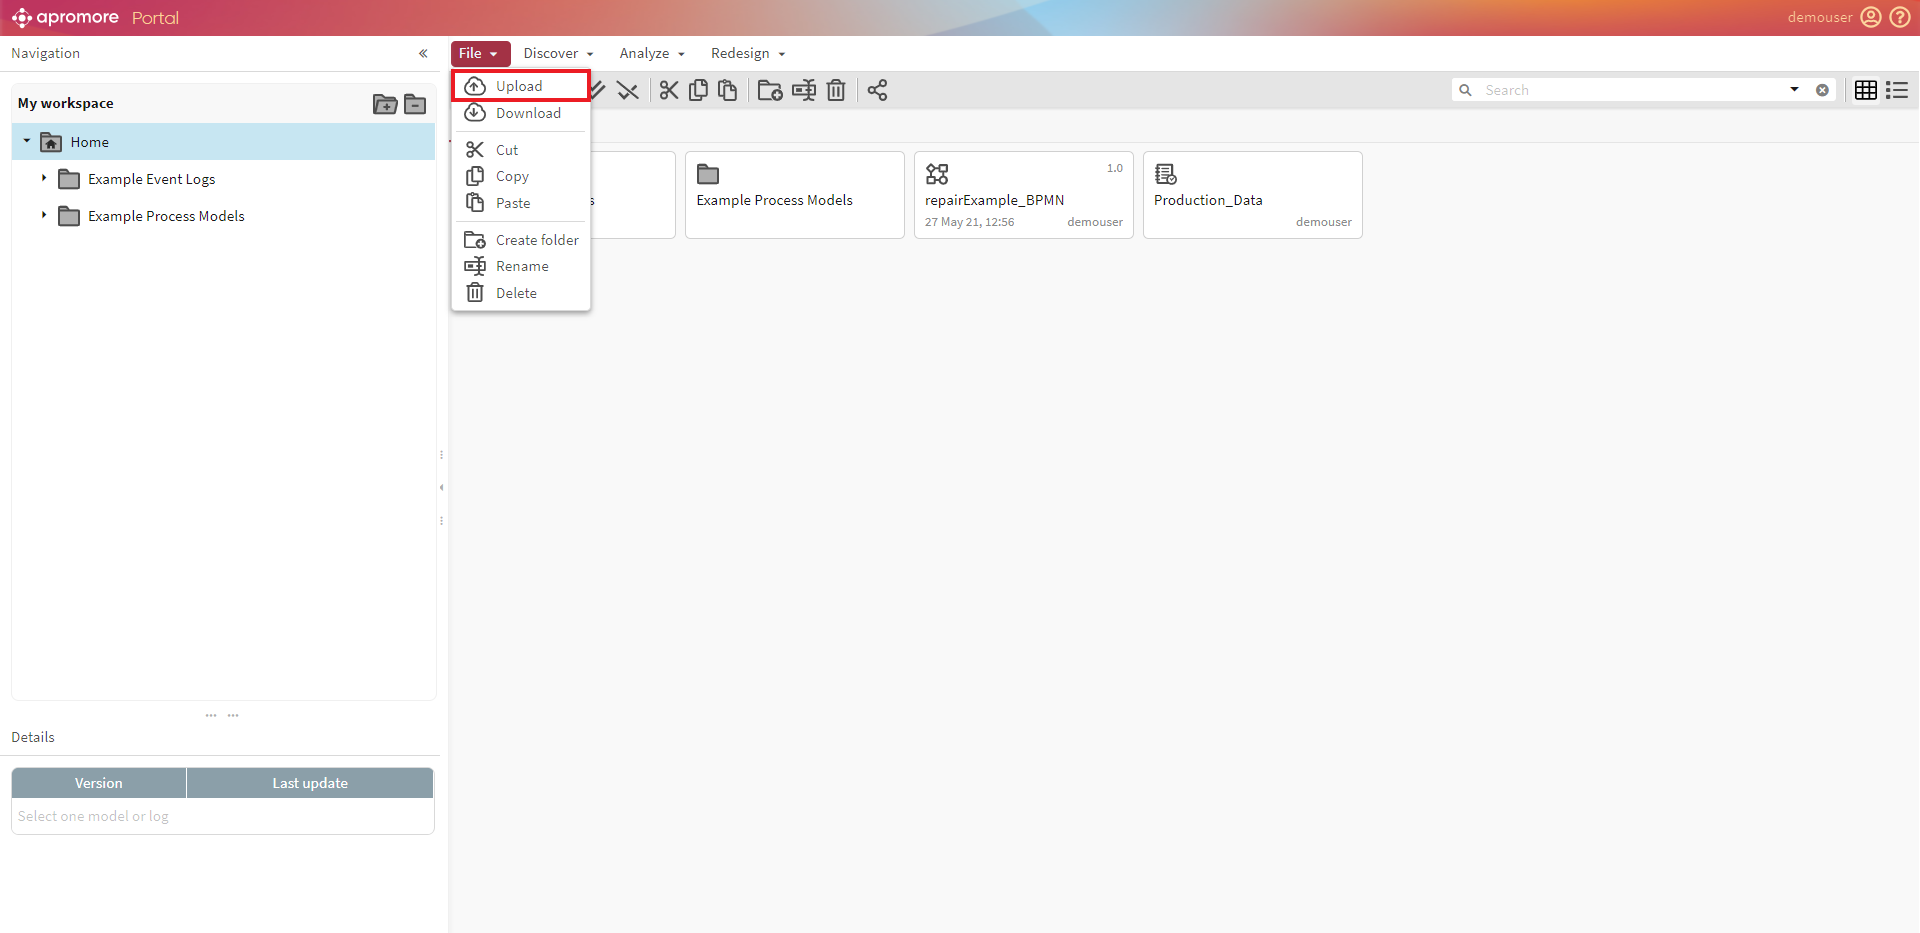 apromore Portal
demouser
Navigation
File
Discover
Analyze
Redesign
My workspace
Home
Example Event Logs
Example Process Models
Upload
Download
Cut
Copy
Paste
Create folder
Rename
Delete
Search
s
Example Process Models
1.0
repairExample_BPMN
27 May 21, 12:56 demouser
Production_Data
demouser
Details
Version Last update
Select one model or log